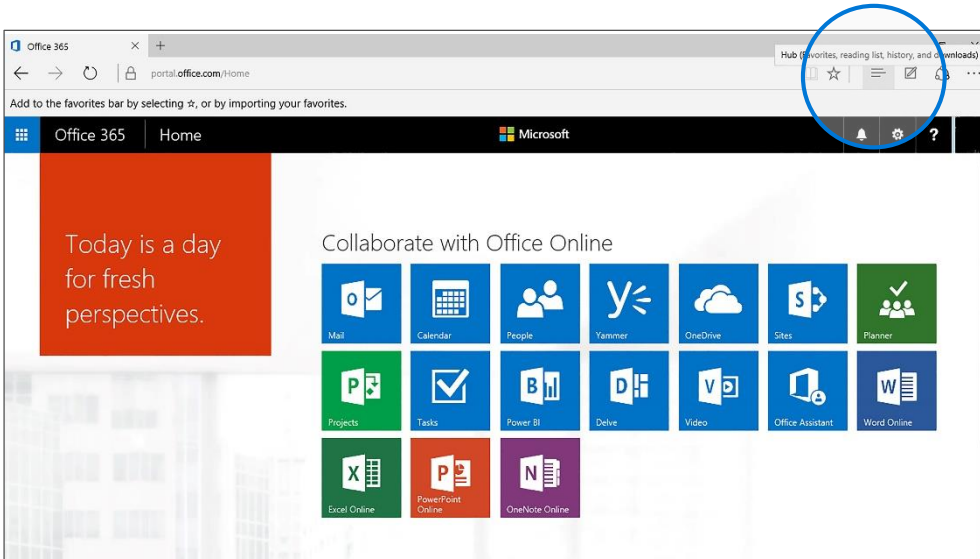 Office 365
Hub (Favorites, reading list, history, and downloads)
portal.office.com/Home
Add to the favorites bar by selecting ☆, or by importing your favorites.
Office 365 Home Microsoft ?
Today is a day
for fresh
perspectives.
Collaborate with Office Online
Mail Calendar People Yammer OneDrive Sites Planner
Projects Tasks Power BI Delve Video Office Assistant Word Online
Excel Online PowerPoint Online OneNote Online